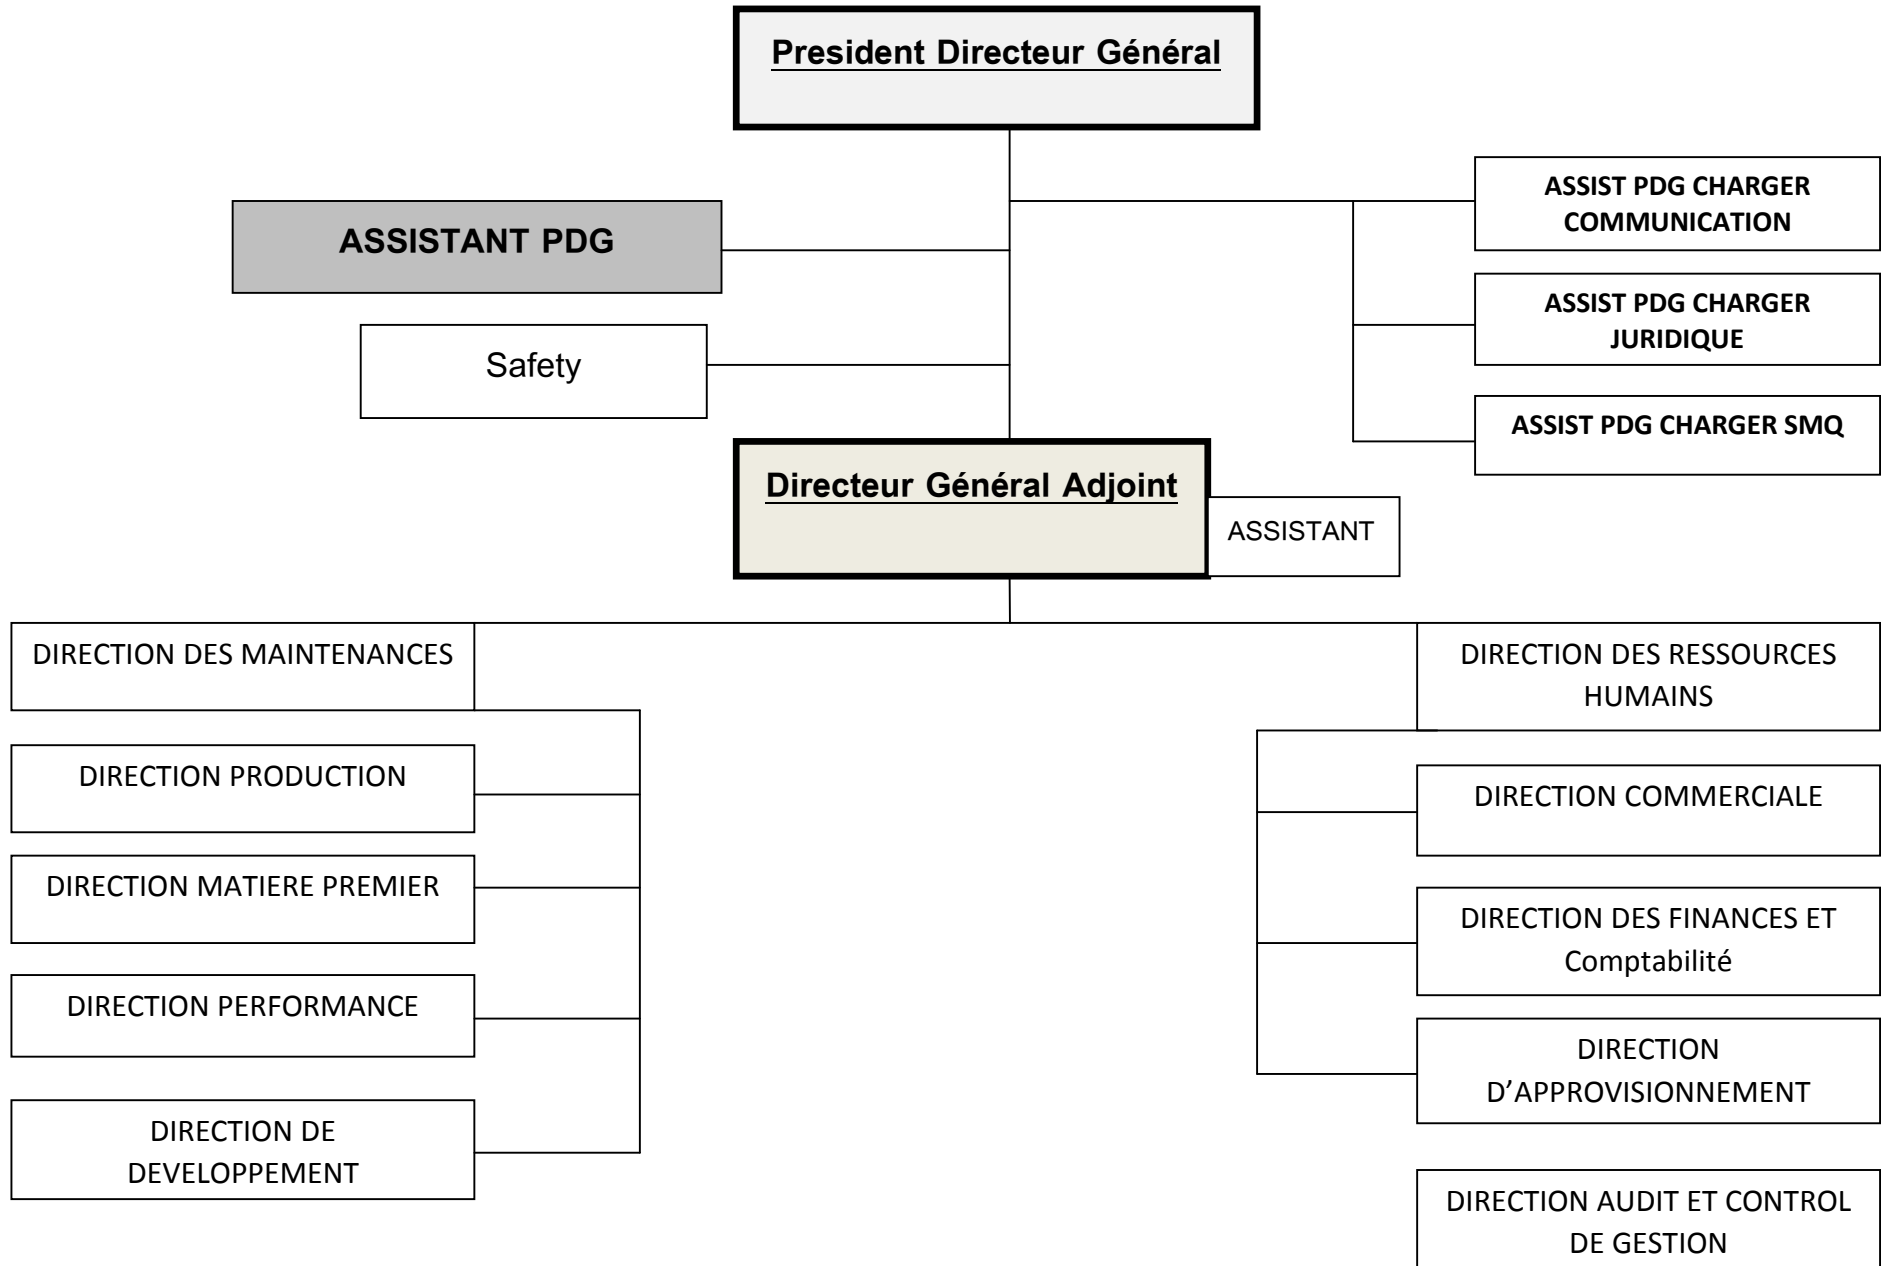 President Directeur Général
ASSISTANT PDG
Safety
ASSIST PDG CHARGER
COMMUNICATION
ASSIST PDG CHARGER
JURIDIQUE
ASSIST PDG CHARGER SMQ
Directeur Général Adjoint
ASSISTANT
DIRECTION DES MAINTENANCES
DIRECTION PRODUCTION
DIRECTION MATIERE PREMIER
DIRECTION PERFORMANCE
DIRECTION DE
DEVELOPPEMENT
DIRECTION DES RESSOURCES
HUMAINS
DIRECTION COMMERCIALE
DIRECTION DES FINANCES ET
Comptabilité
DIRECTION
D’APPROVISIONNEMENT
DIRECTION AUDIT ET CONTROL
DE GESTION